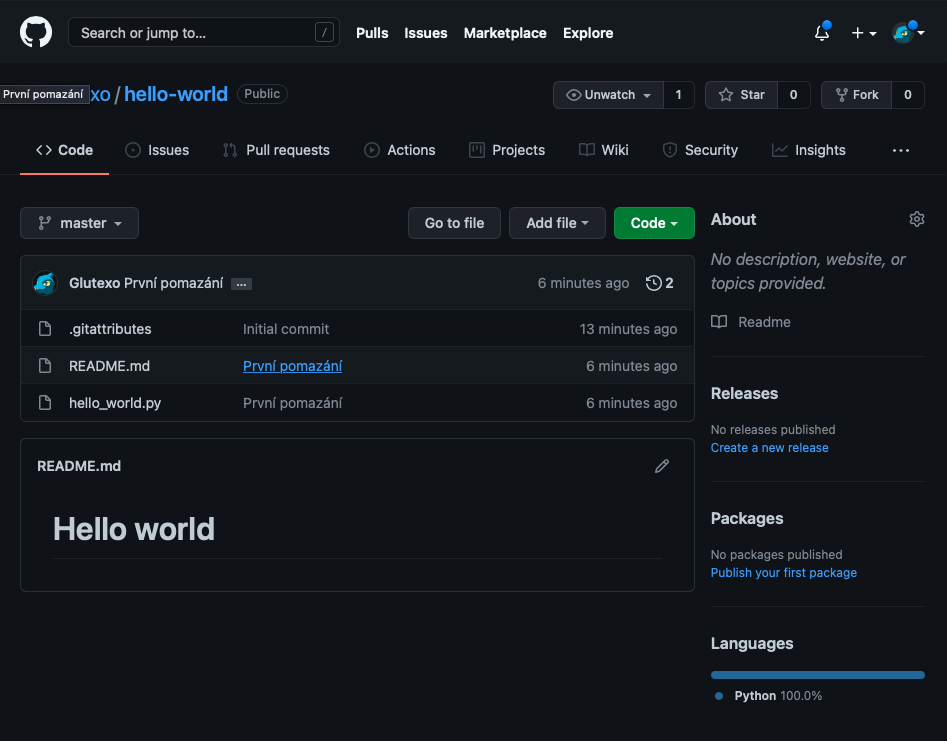 Search or jump to...
/
Pulls
Issues
Marketplace
Explore
První pomazání
xo / hello-world
Public
Unwatch
1
Star
0
Fork
0
Code
Issues
Pull requests
Actions
Projects
Wiki
Security
Insights
...
master
Go to file
Add file
Code
Glutexo První pomazání ...
6 minutes ago
2
.gitattributes
Initial commit
13 minutes ago
README.md
První pomazání
6 minutes ago
hello_world.py
První pomazání
6 minutes ago
README.md
Hello world
About
No description, website, or
topics provided.
Readme
Releases
No releases published
Create a new release
Packages
No packages published
Publish your first package
Languages
Python 100.0%